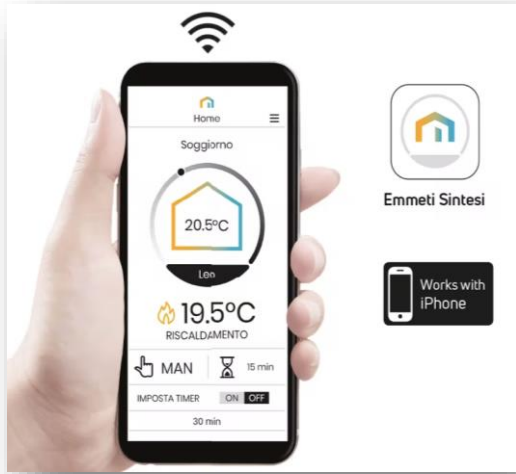 Home
Soggiorno
20.5°C
Leo
19.5°C
RISCALDAMENTO
MAN
15 min
IMPOSTA TIMER
ON OFF
30 min
Emmeti Sintesi
Works with
iPhone